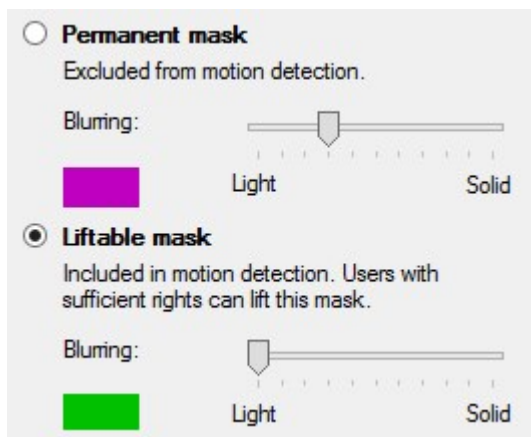 Permanent mask
Excluded from motion detection.
Blurring:
Light Solid
Liftable mask
Included in motion detection. Users with
sufficient rights can lift this mask.
Blurring:
Light Solid